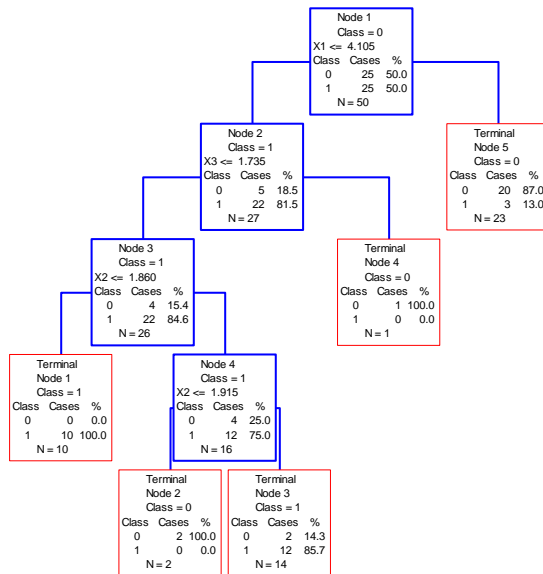 Node 1
Class = 0
X1 <= 4.105
Class Cases %
0 25 50.0
1 25 50.0
N = 50
Node 2
Class = 1
X3 <= 1.735
Class Cases %
0 5 18.5
1 22 81.5
N = 27
Terminal
Node 5
Class = 0
Class Cases %
0 20 87.0
1 3 13.0
N = 23
Node 3
Class = 1
X2 <= 1.860
Class Cases %
0 4 15.4
1 22 84.6
N = 26
Terminal
Node 4
Class = 0
Class Cases %
0 1 100.0
1 0 0.0
N = 1
Terminal
Node 1
Class = 1
Class Cases %
0 0 0.0
1 10 100.0
N = 10
Node 4
Class = 1
X2 <= 1.915
Class Cases %
0 4 25.0
1 12 75.0
N = 16
Terminal
Node 2
Class = 0
Class Cases %
0 2 100.0
1 0 0.0
N = 2
Terminal
Node 3
Class = 1
Class Cases %
0 2 14.3
1 12 85.7
N = 14